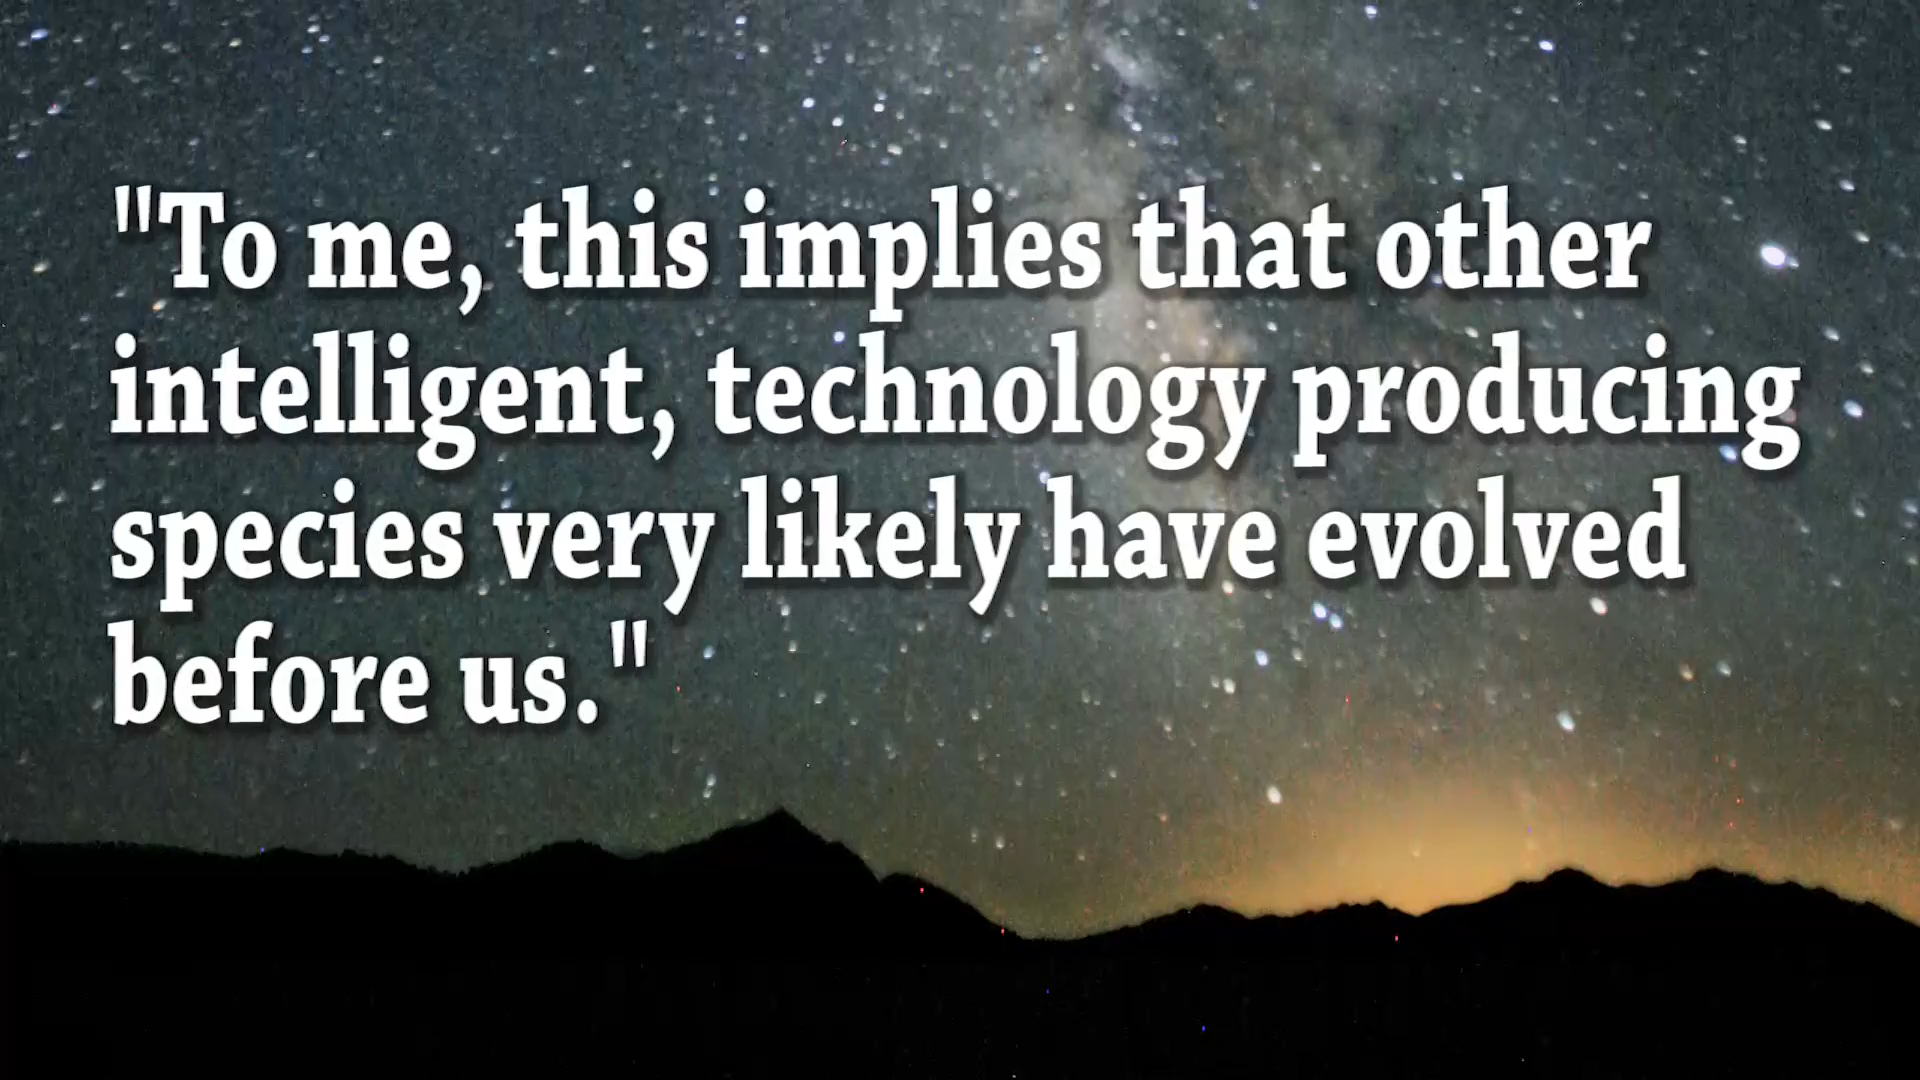 "To me, this implies that other
intelligent, technology producing
species very likely have evolved
before us."